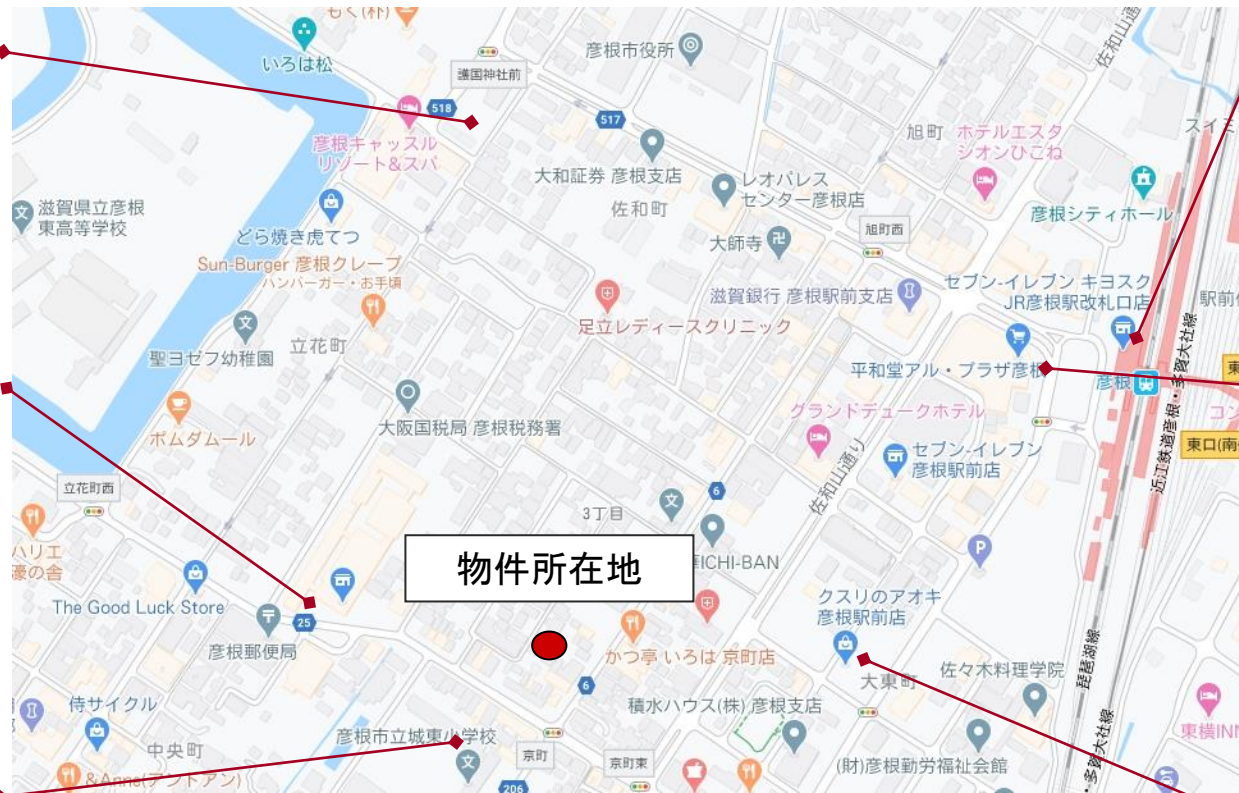 もく(朴)
いろは松
護国神社前
彦根市役所
佐和山通
518
517
彦根キャッスル
リゾート&スパ
大和証券 彦根支店
旭町
ホテルエスタ
シオンひこね
スイミ
レオパレス
センター彦根店
佐和町
彦根シティホール
滋賀県立彦根
東高等学校
どら焼き虎てつ
大師寺
旭町西
Sun-Burger 彦根クレープ
ハンバーガー・お手頃
滋賀銀行 彦根駅前支店
セブン-イレブン キヨスク
JR彦根駅改札口店
駅前
足立レディースクリニック
聖ヨゼフ幼稚園
立花町
平和堂アル・プラザ彦根
彦根
東
近江鉄道彦根・多賀大社線
大阪国税局 彦根税務署
グランドデュークホテル
コン
ポムダムール
東口(南
セブン-イレブン
彦根駅前店
佐和山通り
立花町西
6
3丁目
ハリエ
濠の舎
物件所在地
ICHI-BAN
The Good Luck Store
クスリのアオキ
彦根駅前店
25
彦根郵便局
かつ亭 いろは 京町店
琵琶湖線
大東町
佐々木料理学院
6
侍サイクル
積水ハウス(株) 彦根支店
東横INN
彦根市立城東小学校
中央町
京町
京町東
(財)彦根勤労福祉会館
・多賀大社線
&Anne(アンドアン)
206